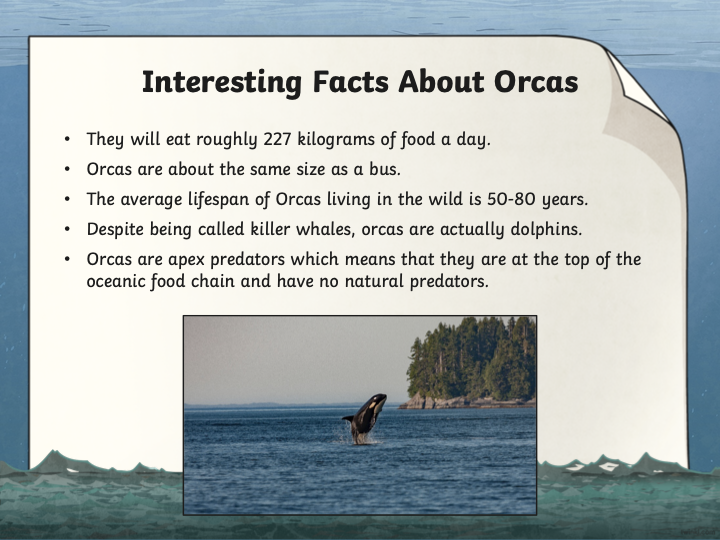 Interesting Facts About Orcas
• They will eat roughly 227 kilograms of food a day.
• Orcas are about the same size as a bus.
• The average lifespan of Orcas living in the wild is 50-80 years.
• Despite being called killer whales, orcas are actually dolphins.
• Orcas are apex predators which means that they are at the top of the
oceanic food chain and have no natural predators.